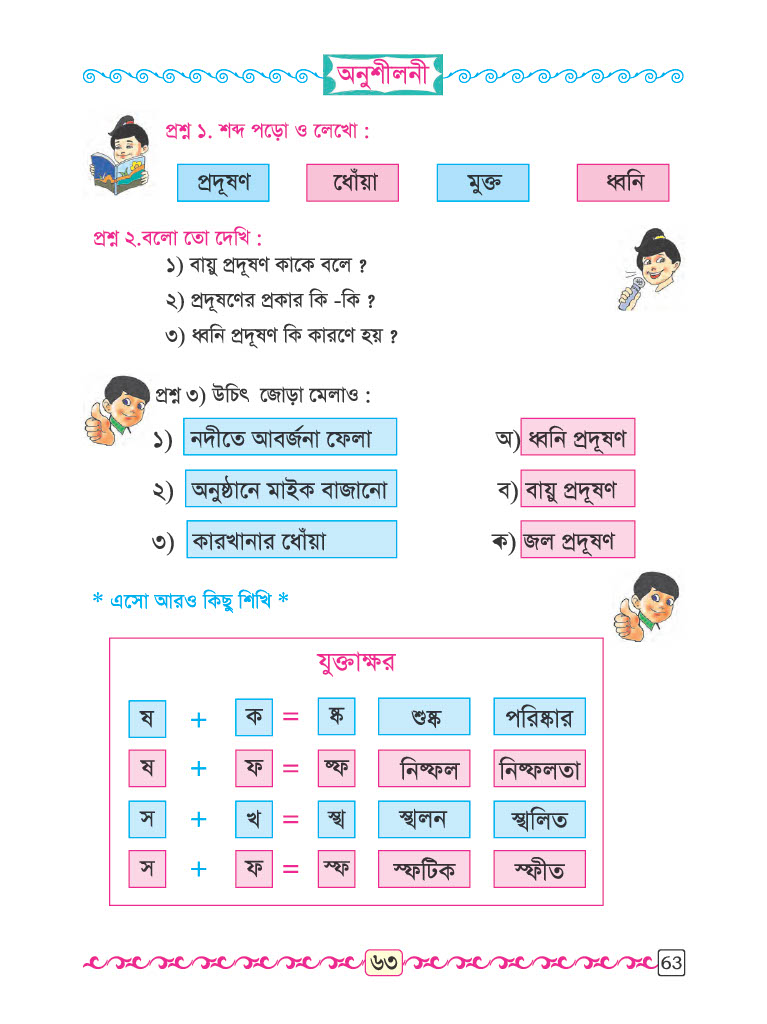 অনুশীলনী
প্রশ্ন ১. শব্দ পড়ো ও লেখো :
প্রদূষণ ধোঁয়া মুক্ত ধ্বনি
প্রশ্ন ২.বলো তো দেখি :
১) বায়ু প্রদূষণ কাকে বলে ?
২) প্রদূষণের প্রকার কি -কি ?
৩) ধ্বনি প্রদূষণ কি কারণে হয় ?
প্রশ্ন ৩) উচিৎ জোড়া মেলাও :
১) নদীতে আবর্জনা ফেলা অ) ধ্বনি প্রদূষণ
২) অনুষ্ঠানে মাইক বাজানো ব) বায়ু প্রদূষণ
৩) কারখানার ধোঁয়া ক) জল প্রদূষণ
* এসো আরও কিছু শিখি *
যুক্তাক্ষর
ষ + ক = ষ্ক শুষ্ক পরিষ্কার
ষ + ফ = ষ্ফ নিষ্ফল নিষ্ফলতা
স + খ = স্খ স্খলন স্খলিত
স + ফ = স্ফ স্ফটিক স্ফীত
৬৩ 63